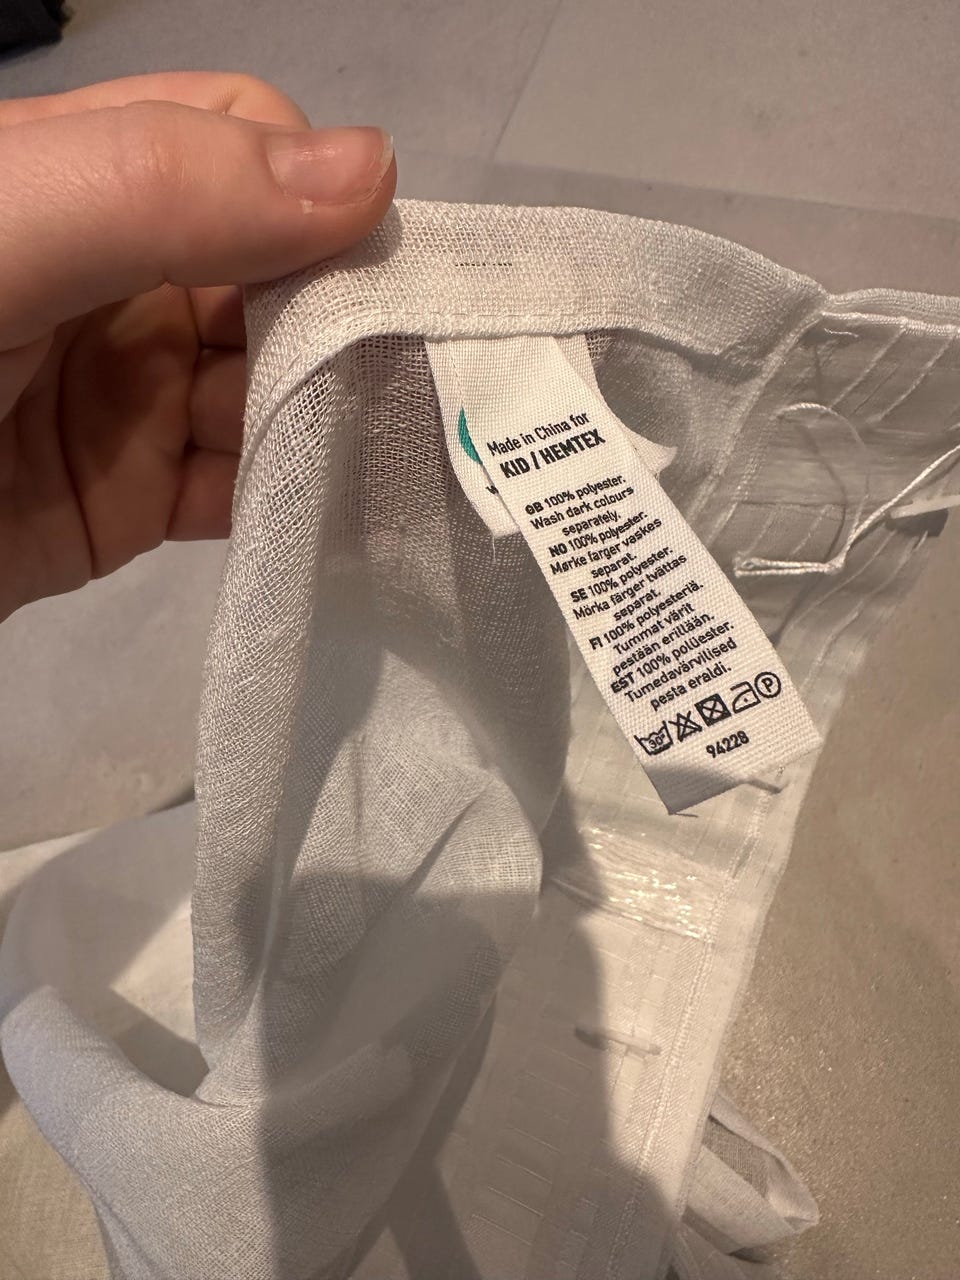 Made in China for
KID / HEMTEX
GB 100% polyester.
Wash dark colours
separately.
NO 100% polyester.
Mørke farger vaskes
separat.
SE 100% polyester.
Mörka färger tvättas
separat.
FI 100% polyesteriä.
Tummat värit
pestään erillään.
EST 100% polüester.
Tumedavärvilised
pesta eraldi.
30° P
94228